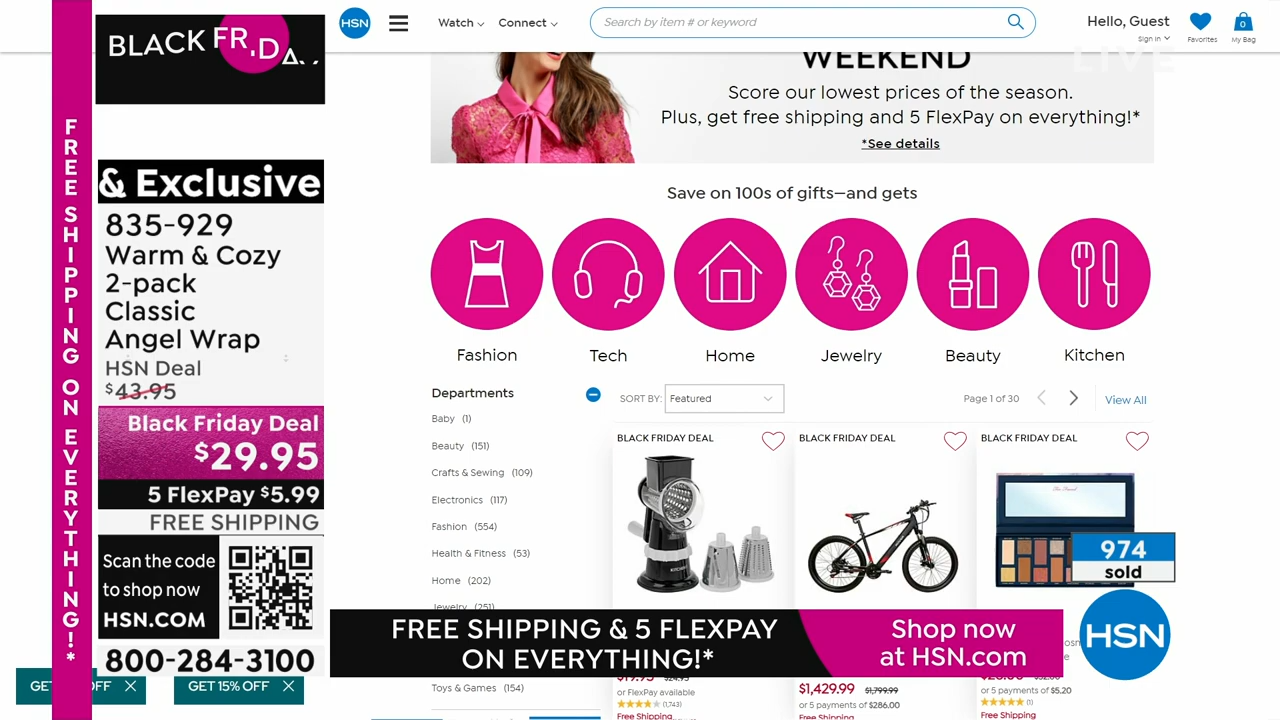 FREE SHIPPING ON EVERYTHING!*
BLACK FRIDA
& Exclusive
835-929
Warm & Cozy
2-pack
Classic
Angel Wrap
HSN Deal
$43.95
Black Friday Deal
$29.95
5 FlexPay $5.99
FREE SHIPPING
Scan the code
to shop now
HSN.COM
800-284-3100
GET OFF
GET 15% OFF
HSN
Watch
Connect
Search by item # or keyword
Hello, Guest
Sign in
Favorites
0
My Bag
LIVE
WEEKEND
Score our lowest prices of the season.
Plus, get free shipping and 5 FlexPay on everything!*
*See details
Save on 100s of gifts—and gets
Fashion
Tech
Home
Jewelry
Beauty
Kitchen
Departments
Baby (1)
Beauty (151)
Crafts & Sewing (109)
Electronics (117)
Fashion (554)
Health & Fitness (53)
Home (202)
Jewelry (251)
Toys & Games (154)
SORT BY: Featured
Page 1 of 30
View All
BLACK FRIDAY DEAL
BLACK FRIDAY DEAL
BLACK FRIDAY DEAL
974
sold
FREE SHIPPING & 5 FLEXPAY
ON EVERYTHING!*
Shop now
at HSN.com
HSN
$19.95 $24.95
or FlexPay available
(1,743)
Free Shipping
$1,429.99 $1,799.99
or 5 payments of $286.00
Free Shipping
or 5 payments of $5.20
(1)
Free Shipping